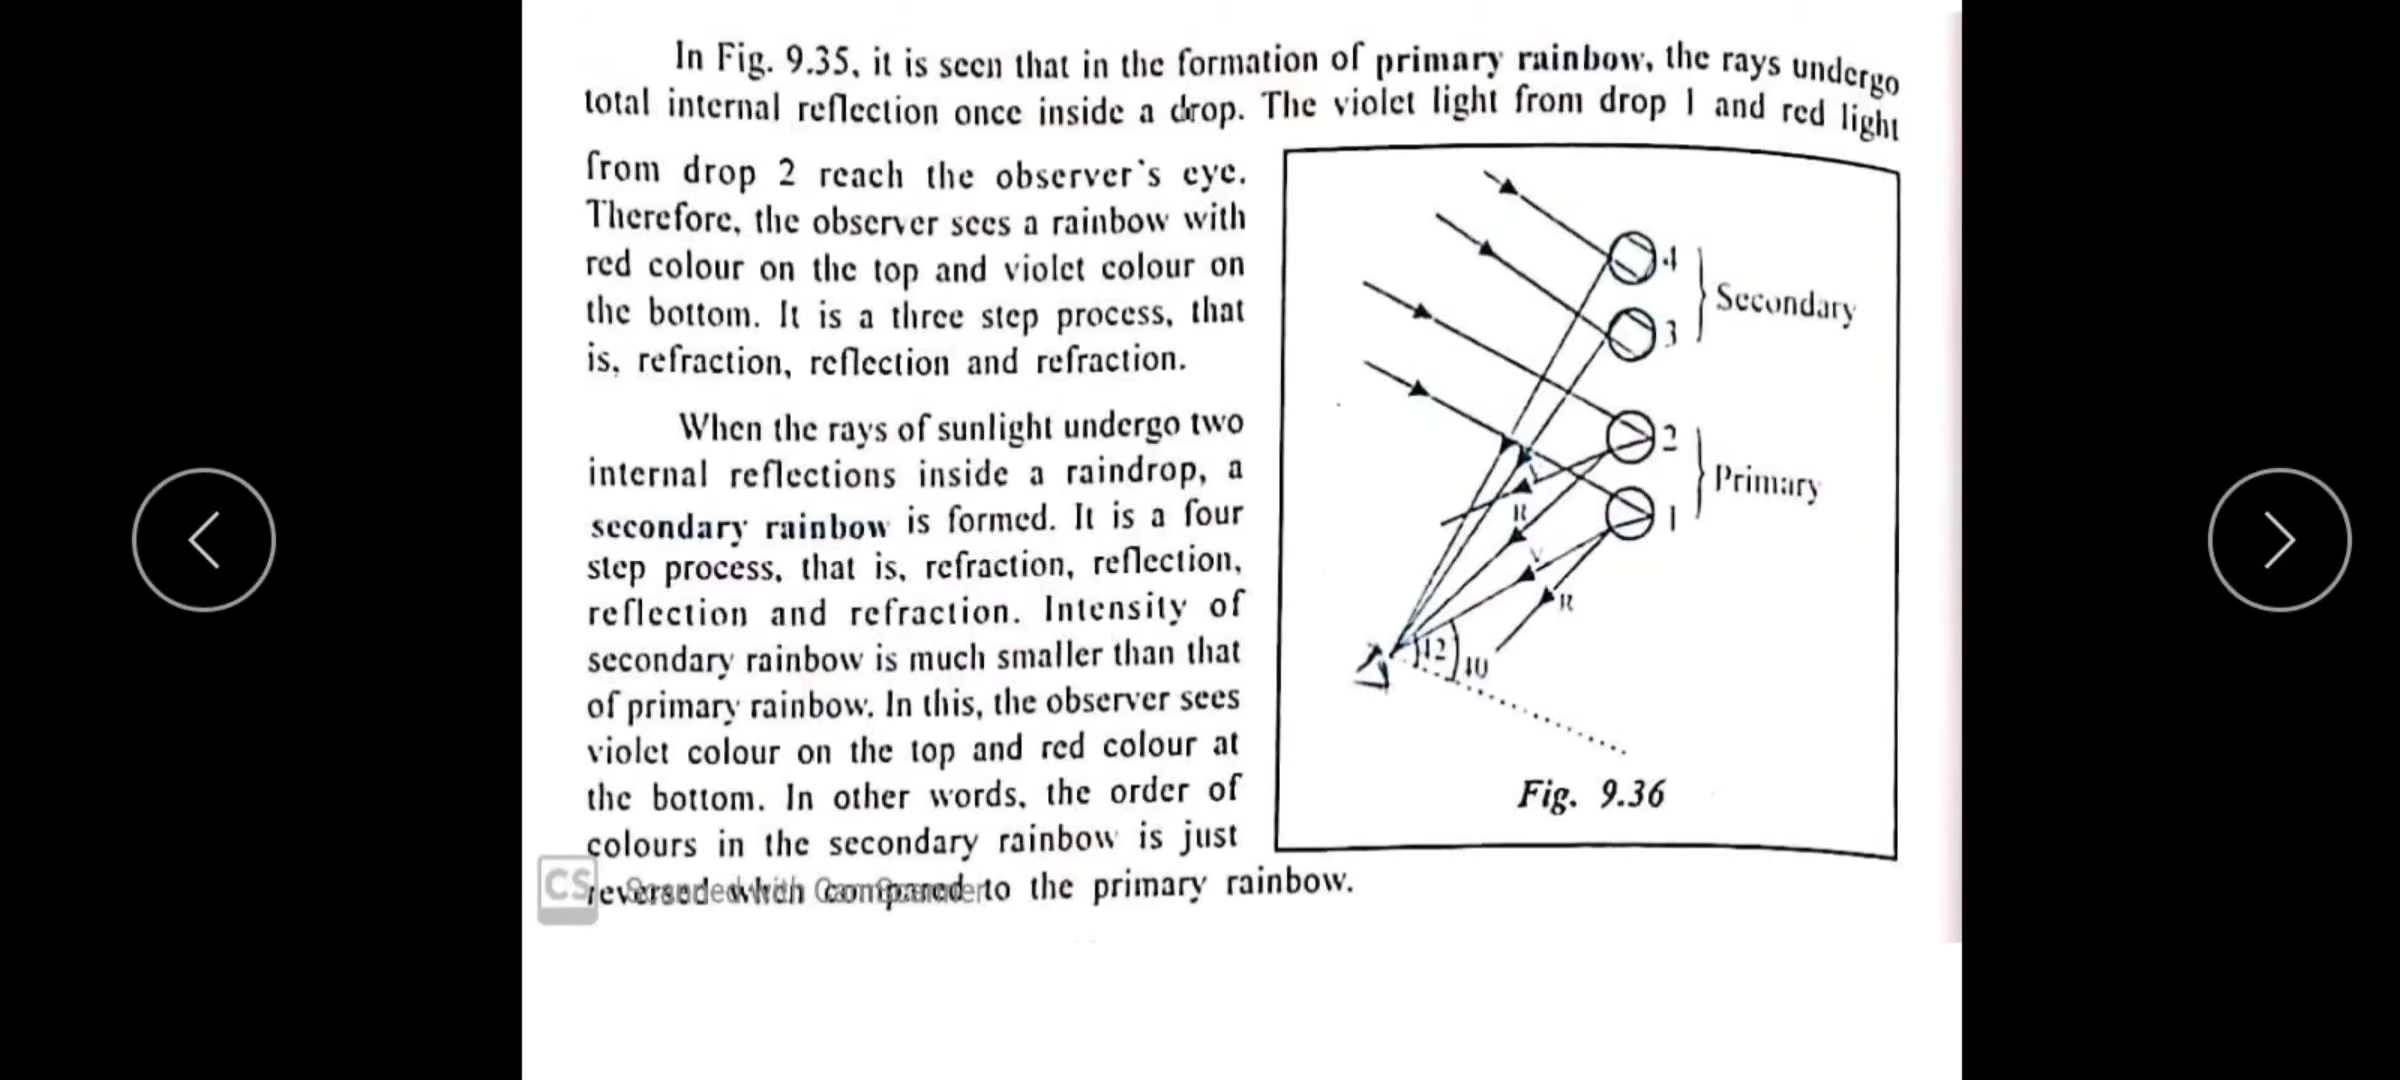 In Fig. 9.35, it is seen that in the formation of primary rainbow, the rays undergo
total internal reflection once inside a drop. The violet light from drop 1 and red light
from drop 2 reach the observer's eye.
Therefore, the observer sees a rainbow with
red colour on the top and violet colour on
the bottom. It is a three step process, that
is, refraction, reflection and refraction.
When the rays of sunlight undergo two
internal reflections inside a raindrop, a
secondary rainbow is formed. It is a four
step process, that is, refraction, reflection,
reflection and refraction. Intensity of
secondary rainbow is much smaller than that
of primary rainbow. In this, the observer sees
violet colour on the top and red colour at
the bottom. In other words, the order of
colours in the secondary rainbow is just
reversed when compared to the primary rainbow.
4
Secondary
3
2
Primary
1
R
V
R
42
40
Fig. 9.36
CS Scanned with CamScanner